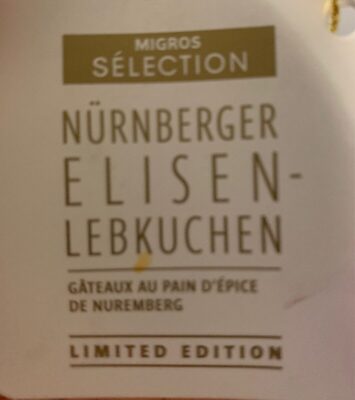 MIGROS
SÉLECTION
NÜRNBERGER
ELISEN-
LEBKUCHEN
GÂTEAUX AU PAIN D'ÉPICE
DE NUREMBERG
LIMITED EDITION